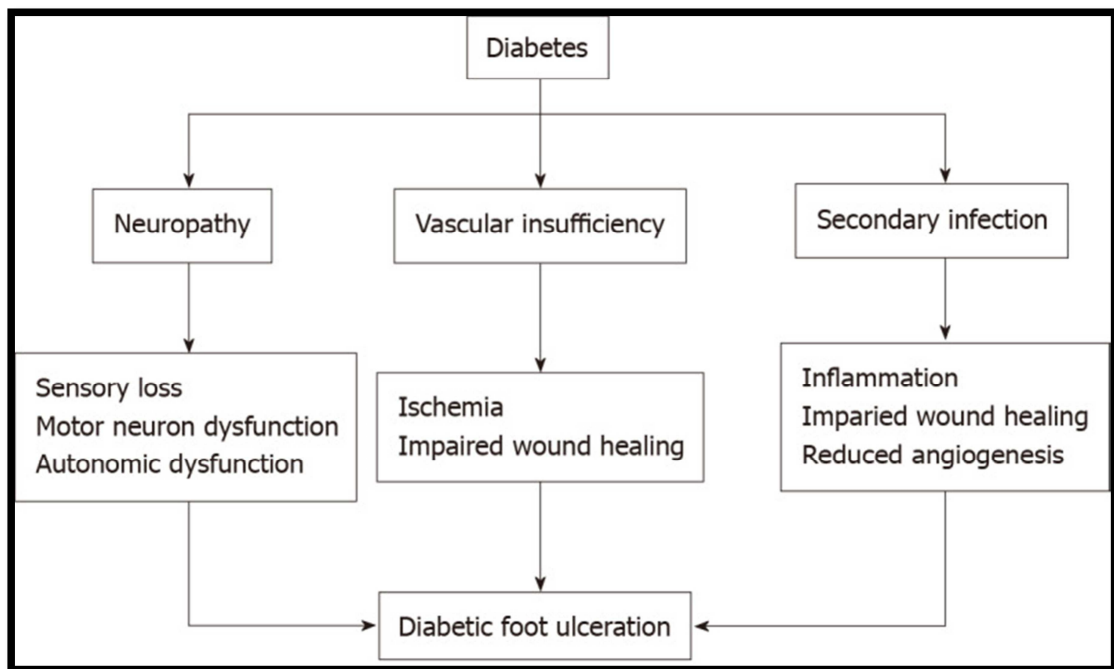 Diabetes
Neuropathy
Vascular insufficiency
Secondary infection
Sensory loss
Motor neuron dysfunction
Autonomic dysfunction
Ischemia
Impaired wound healing
Inflammation
Imparied wound healing
Reduced angiogenesis
Diabetic foot ulceration